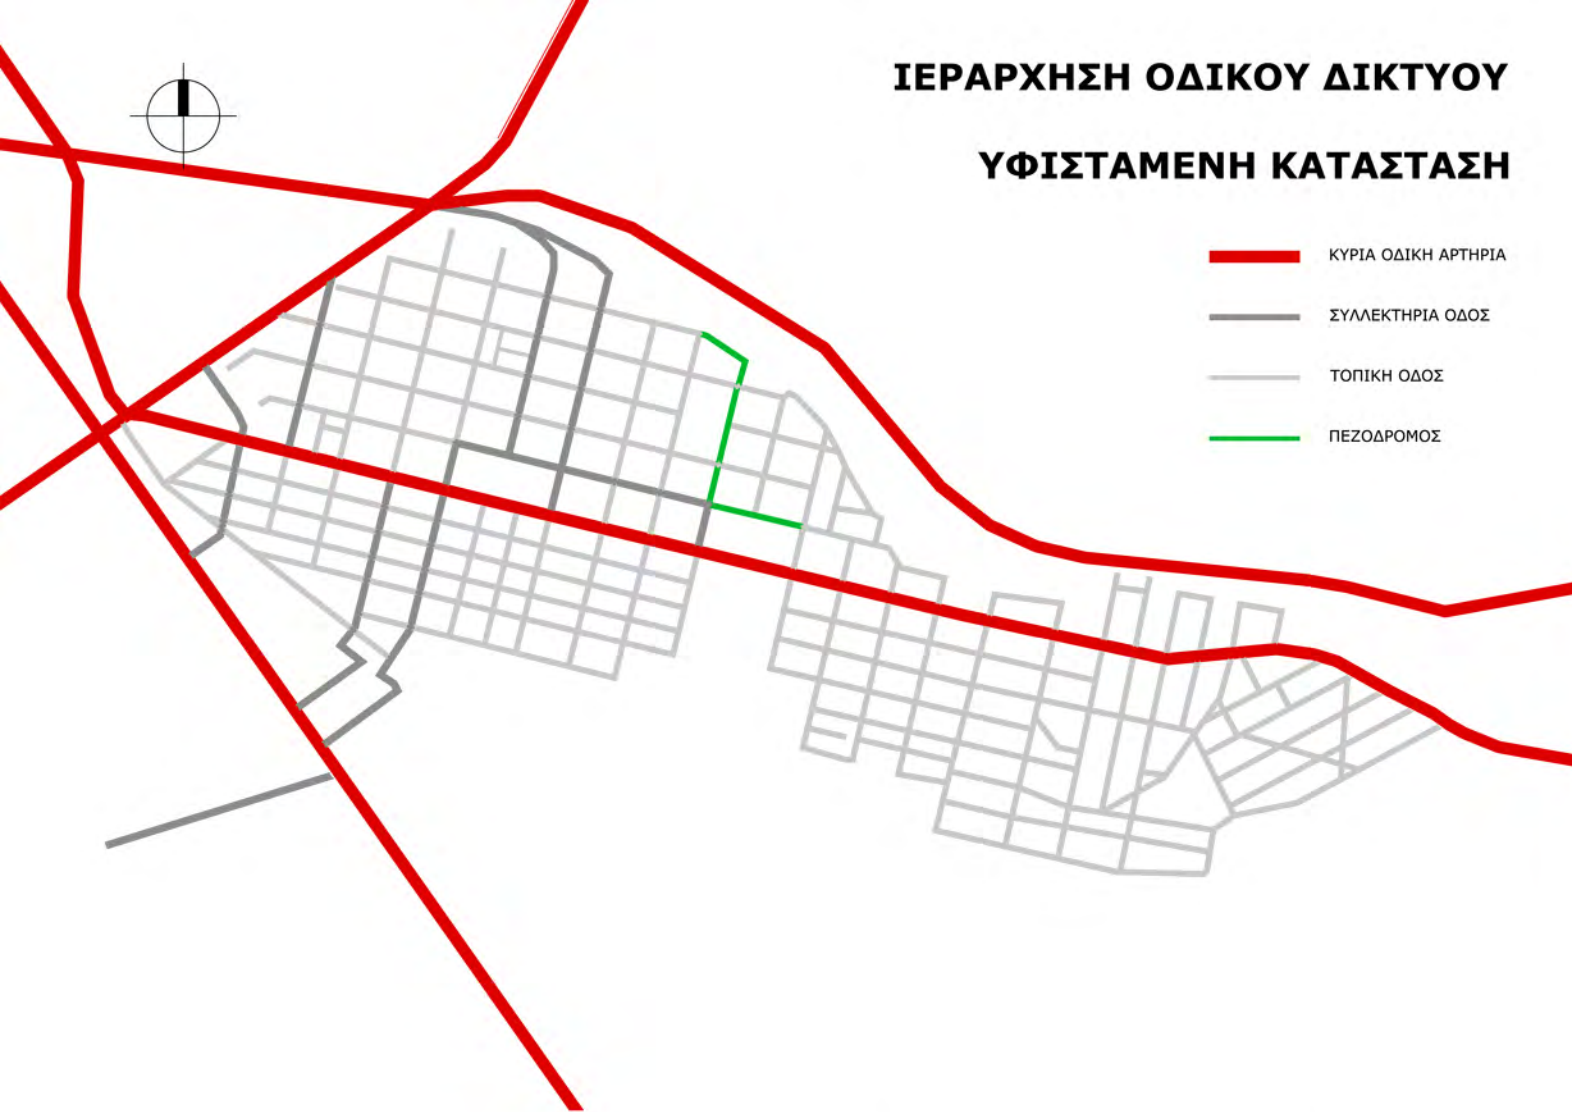 ΙΕΡΑΡΧΗΣΗ ΟΔΙΚΟΥ ΔΙΚΤΥΟΥ
ΥΦΙΣΤΑΜΕΝΗ ΚΑΤΑΣΤΑΣΗ
ΚΥΡΙΑ ΟΔΙΚΗ ΑΡΤΗΡΙΑ
ΣΥΛΛΕΚΤΗΡΙΑ ΟΔΟΣ
ΤΟΠΙΚΗ ΟΔΟΣ
ΠΕΖΟΔΡΟΜΟΣ